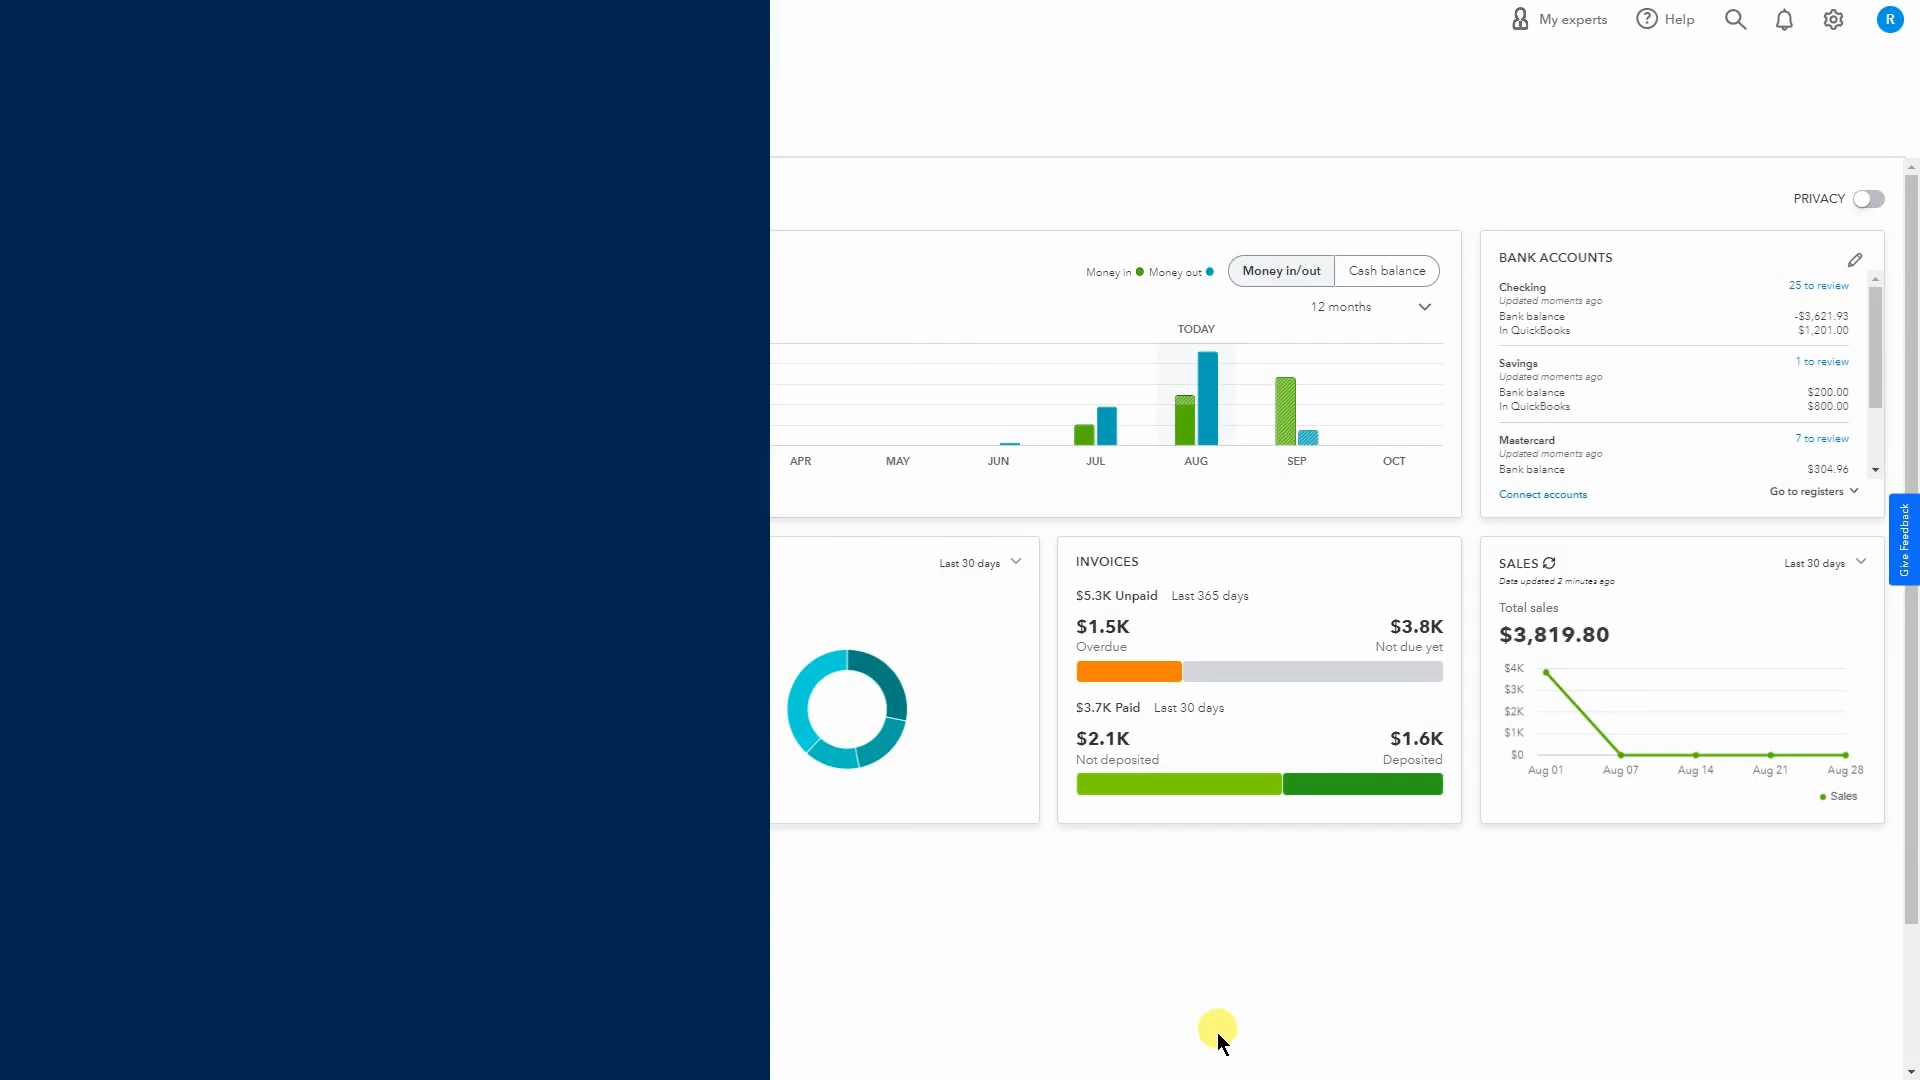 My experts
Help
R
PRIVACY
Money in Money out
Money in/out
Cash balance
12 months
TODAY
APR MAY JUN JUL AUG SEP OCT
BANK ACCOUNTS
Checking 25 to review
Updated moments ago
Bank balance -$3,621.93
In QuickBooks $1,201.00
Savings 1 to review
Updated moments ago
Bank balance $200.00
In QuickBooks $800.00
Mastercard 7 to review
Updated moments ago
Bank balance $304.96
Connect accounts Go to registers
Give Feedback
Last 30 days
INVOICES
$5.3K Unpaid Last 365 days
$1.5K $3.8K
Overdue Not due yet
$3.7K Paid Last 30 days
$2.1K $1.6K
Not deposited Deposited
SALES Last 30 days
Data updated 2 minutes ago
Total sales
$3,819.80
$4K
$3K
$2K
$1K
$0
Aug 01 Aug 07 Aug 14 Aug 21 Aug 28
Sales